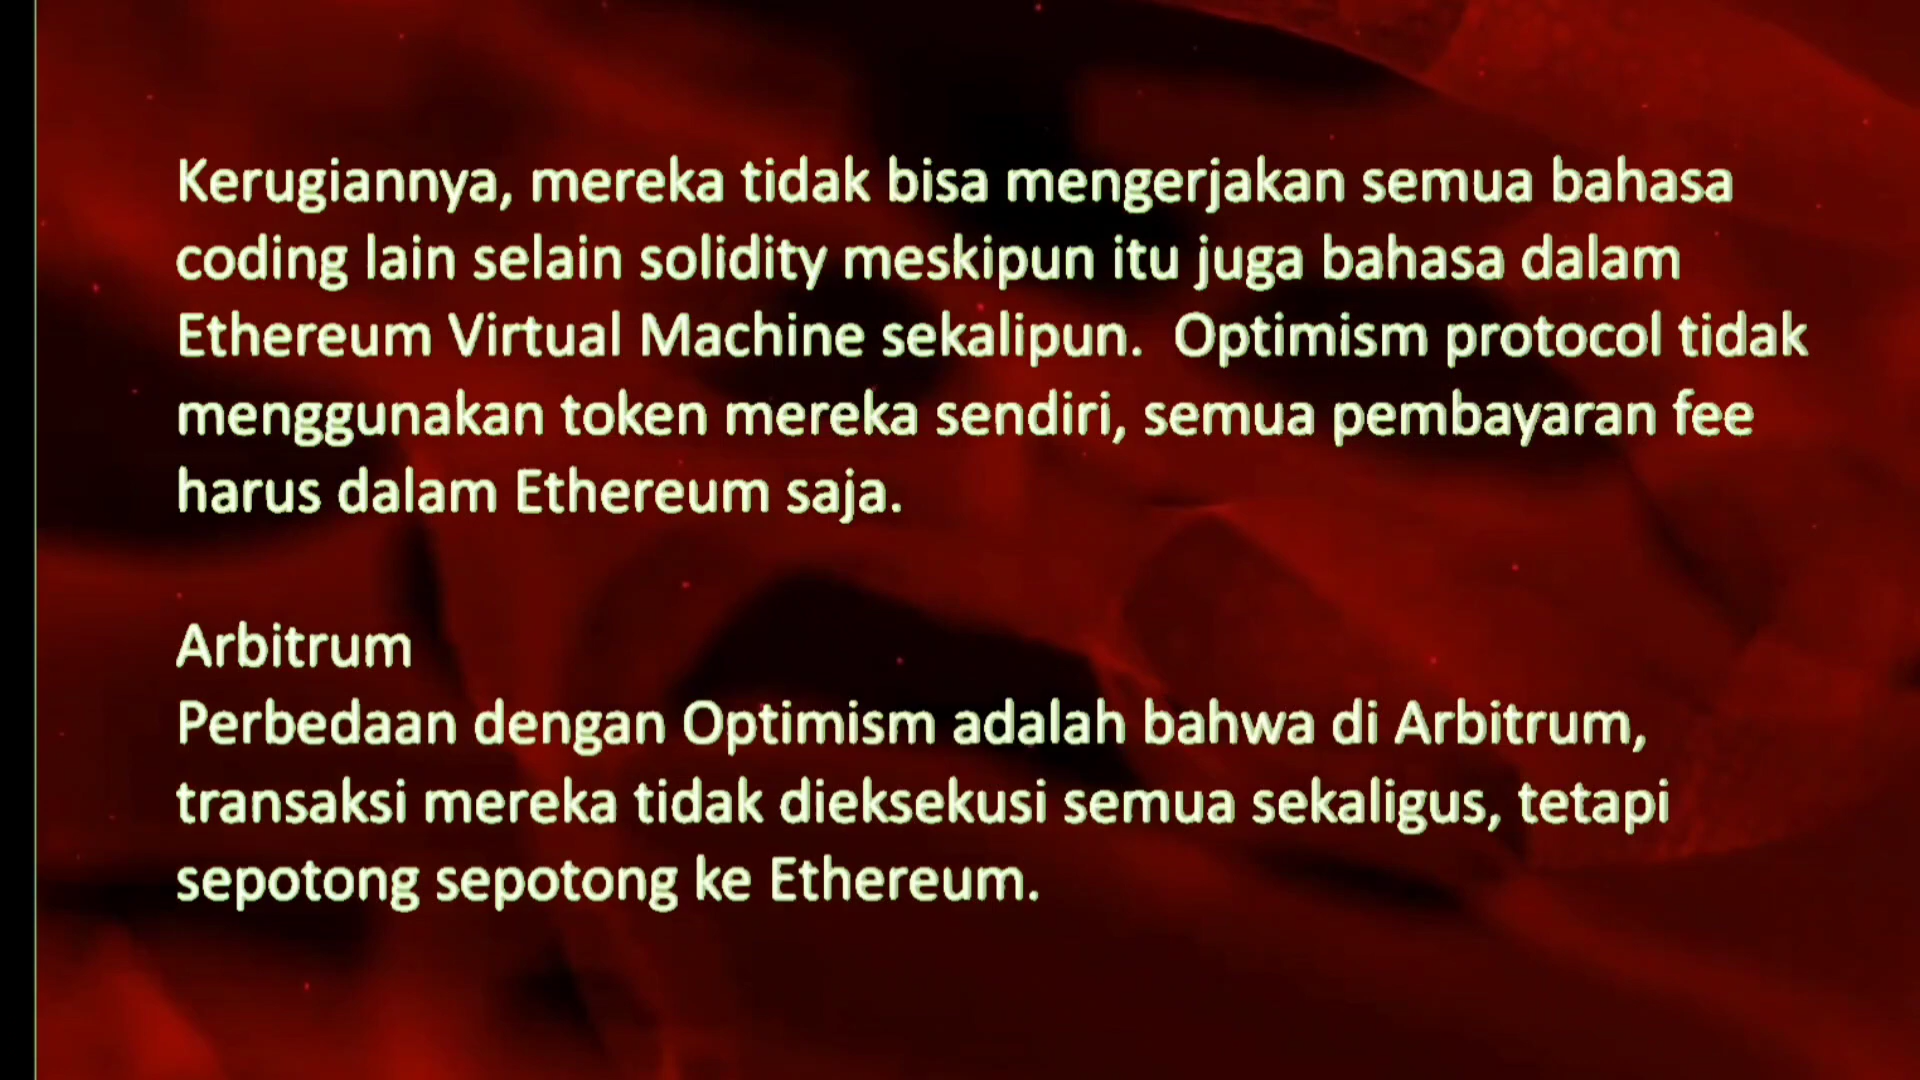 Kerugiannya, mereka tidak bisa mengerjakan semua bahasa
coding lain selain solidity meskipun itu juga bahasa dalam
Ethereum Virtual Machine sekalipun.  Optimism protocol tidak
menggunakan token mereka sendiri, semua pembayaran fee
harus dalam Ethereum saja.
Arbitrum
Perbedaan dengan Optimism adalah bahwa di Arbitrum,
transaksi mereka tidak dieksekusi semua sekaligus, tetapi
sepotong sepotong ke Ethereum.